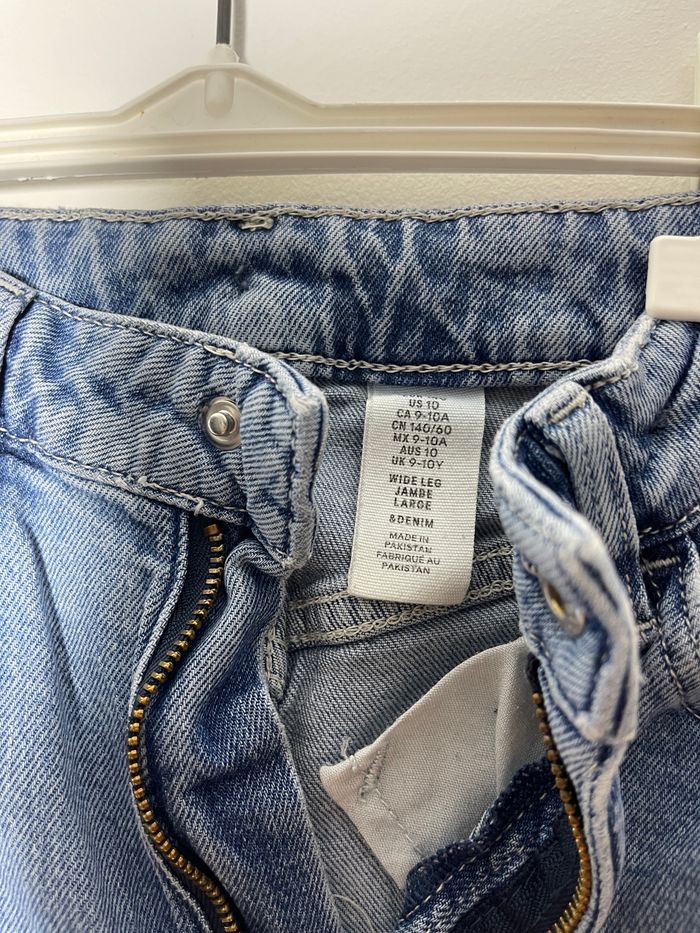 US 10
CA 9-10A
CN 140/60
MX 9-10A
AUS 10
UK 9-10Y
WIDE LEG
JAMBE
LARGE
&DENIM
MADE IN
PAKISTAN
FABRIQUÉ AU
PAKISTAN